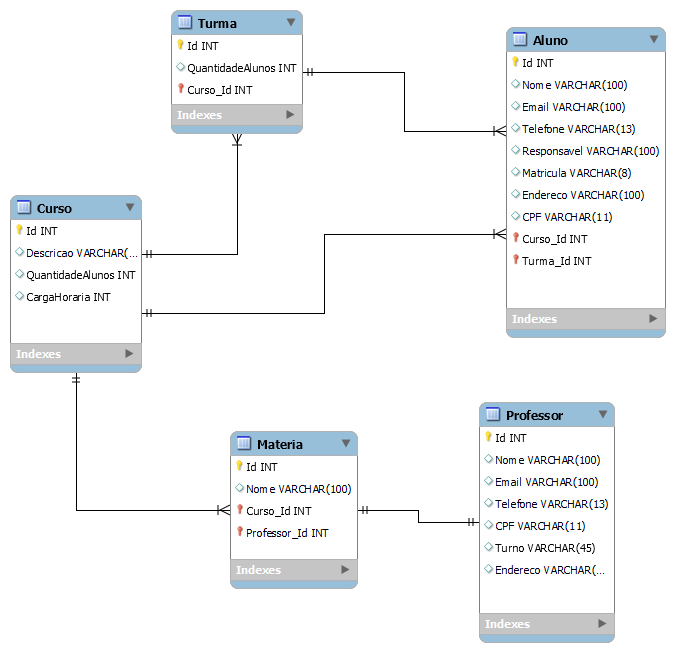 Turma
Id INT
QuantidadeAlunos INT
Curso_Id INT
Indexes
Aluno
Id INT
Nome VARCHAR(100)
Email VARCHAR(100)
Telefone VARCHAR(13)
Responsavel VARCHAR(100)
Matricula VARCHAR(8)
Endereco VARCHAR(100)
CPF VARCHAR(11)
Curso_Id INT
Turma_Id INT
Indexes
Curso
Id INT
Descricao VARCHAR(...
QuantidadeAlunos INT
CargaHoraria INT
Indexes
Materia
Id INT
Nome VARCHAR(100)
Curso_Id INT
Professor_Id INT
Indexes
Professor
Id INT
Nome VARCHAR(100)
Email VARCHAR(100)
Telefone VARCHAR(13)
CPF VARCHAR(11)
Turno VARCHAR(45)
Endereco VARCHAR(...
Indexes